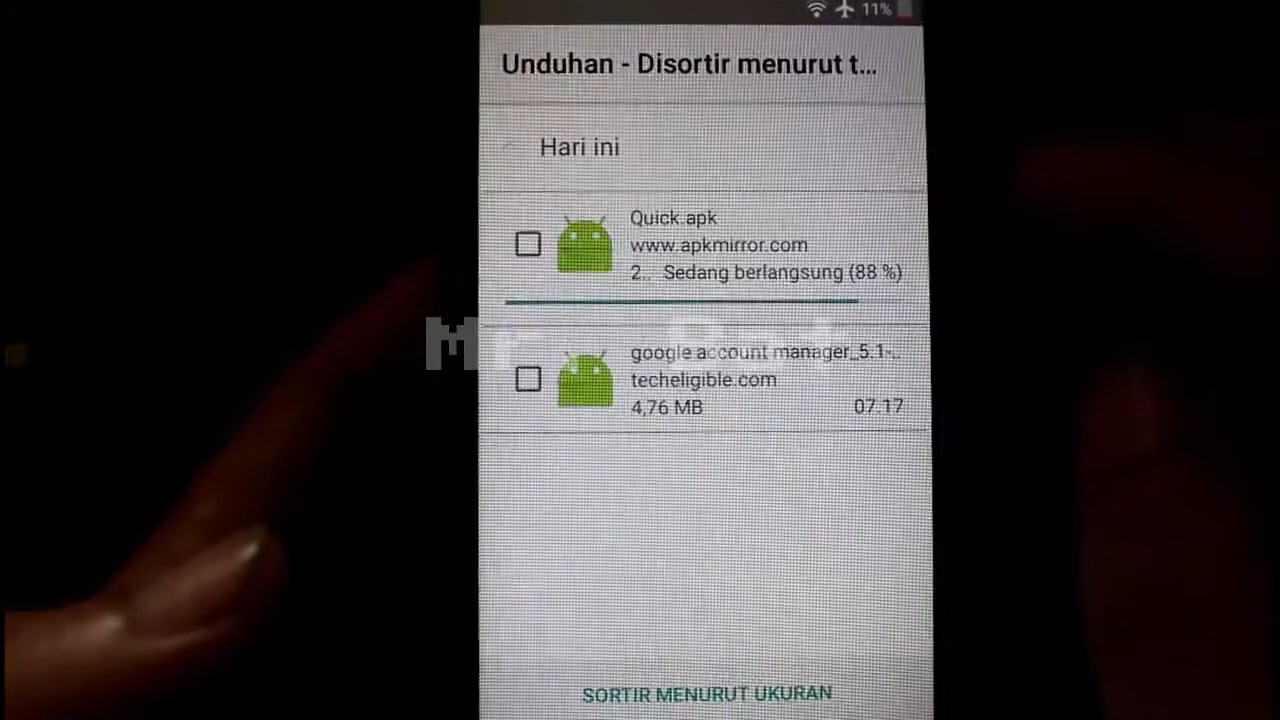 11%
Unduhan - Disortir menurut t...
Hari ini
Quick.apk
www.apkmirror.com
2.. Sedang berlangsung (88 %)
google account manager_5.1-..
techeligible.com
4,76 MB 07.17
SORTIR MENURUT UKURAN